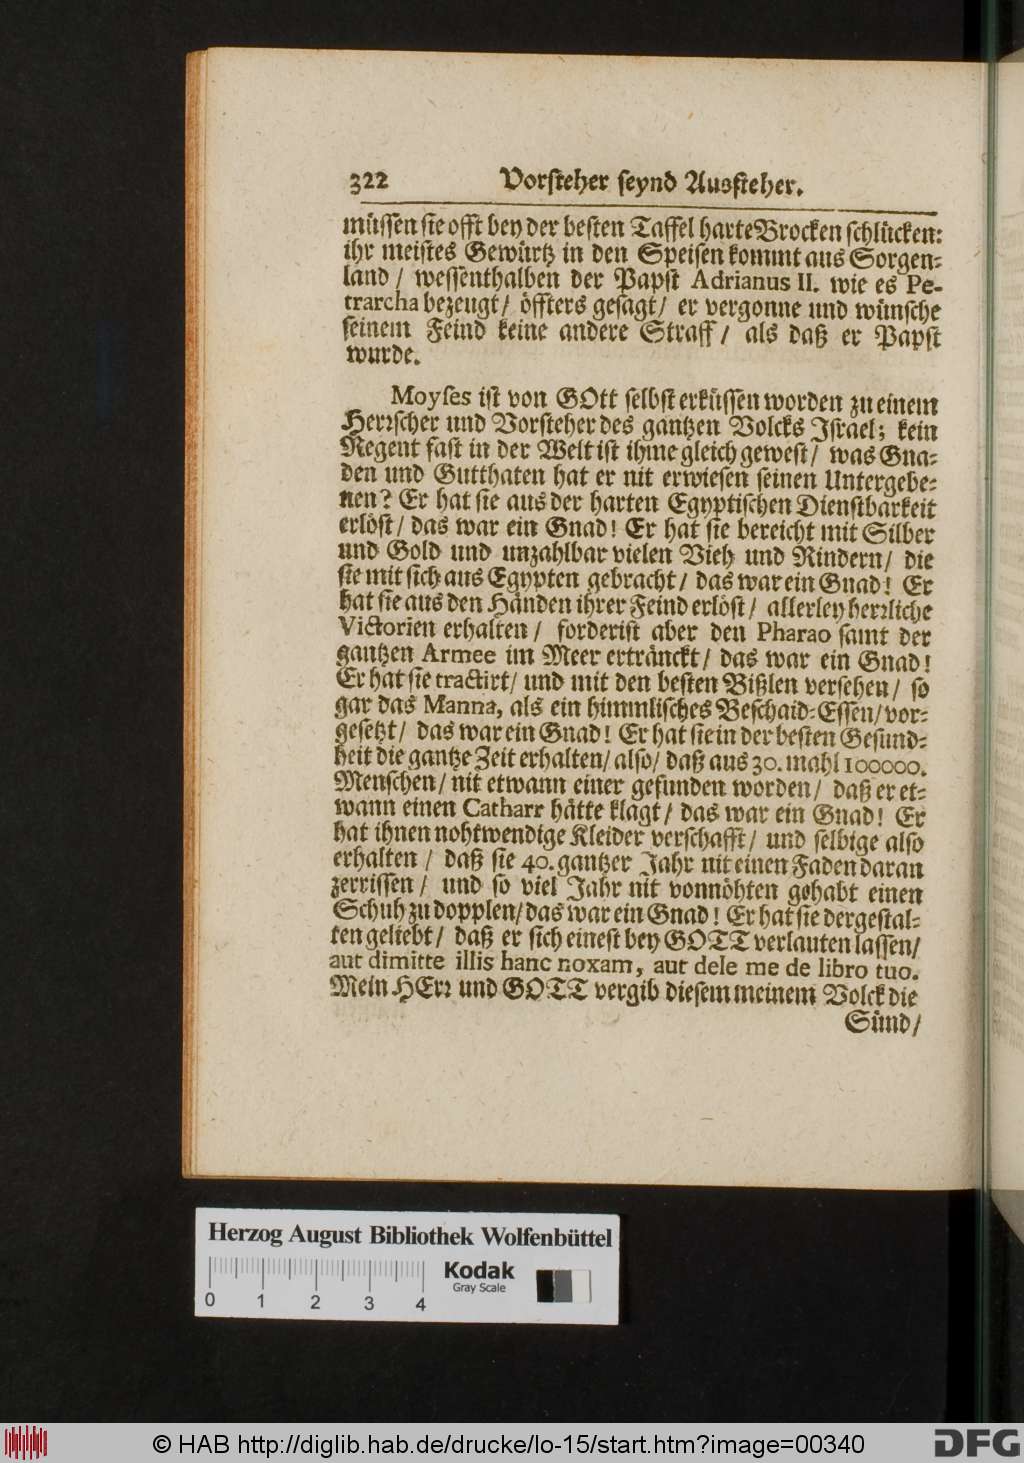 322 Vorsteher seynd Aussteher.
müssen sie offt bey der besten Taffel harte Brocken schlücken:
ihr meistes Gewürtz in den Speisen kommt aus Sorgen-
land / wessenthalben der Papst Adrianus II. wie es Pe-
trarcha bezeugt / öffters gesagt / er vergonne und wünsche
seinem Feind keine andere Straff / als daß er Papst
wurde.
Moyses ist von GOtt selbst erküssen worden zu einem
Herrscher und Vorsteher des gantzen Volcks Israel; kein
Regent fast in der Welt ist ihme gleich gewest / was Gna-
den und Gutthaten hat er nit erwiesen seinen Untergebe-
nen? Er hat sie aus der harten Egyptischen Dienstbarkeit
erlöst / das war ein Gnad! Er hat sie bereicht mit Silber
und Gold und unzahlbar vielen Vieh und Rindern / die
sie mit sich aus Egypten gebracht / das war ein Gnad! Er
hat sie aus den Händen ihrer Feind erlöst / allerley herrliche
Victorien erhalten / forderist aber den Pharao samt der
gantzen Armee im Meer ertränckt / das war ein Gnad!
Er hat sie tractirt / und mit den besten Bißlen versehen / so
gar das Manna, als ein himmlisches Beschaid-Essen / vor-
gesetzt / das war ein Gnad! Er hat sie in der besten Gesund-
heit die gantze Zeit erhalten / also / daß aus 30. mahl 100000.
Menschen / nit etwann einer gefunden worden / daß er et-
wann einen Catharr hätte klagt / das war ein Gnad! Er
hat ihnen nohtwendige Kleider verschafft / und selbige also
erhalten / daß sie 40. gantzer Jahr nit einen Faden daran
zerrissen / und so viel Jahr nit vonnöhten gehabt einen
Schuh zu dopplen / das war ein Gnad! Er hat sie dergestal-
ten geliebt / daß er sich einest bey GOTT verlauten lassen /
aut dimitte illis hanc noxam, aut dele me de libro tuo.
Mein HErr und GOTT vergib diesem meinem Volck die
Sünd /
Herzog August Bibliothek Wolfenbüttel
Kodak
Gray Scale
0 1 2 3 4
© HAB http://diglib.hab.de/drucke/lo-15/start.htm?image=00340
DFG